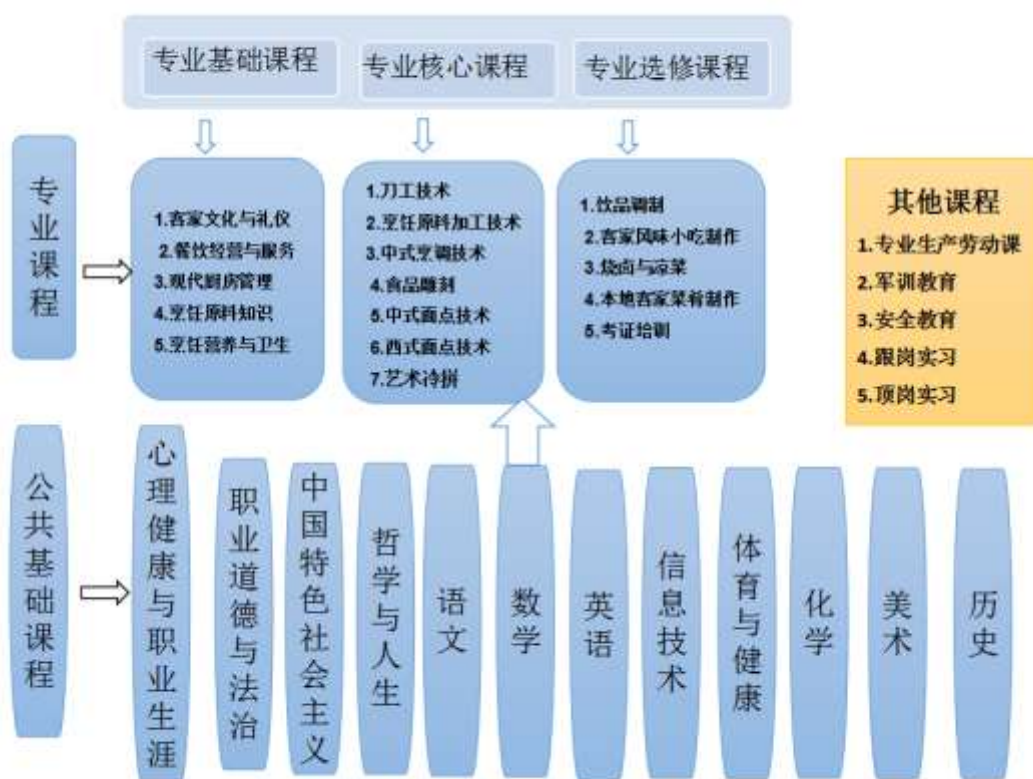 专业基础课程
专业核心课程
专业选修课程
专业课程
1.客家文化与礼仪
2.餐饮经营与服务
3.现代厨房管理
4.烹饪原料知识
5.烹饪营养与卫生
1.刀工技术
2.烹饪原料加工技术
3.中式烹调技术
4.食品雕刻
5.中式面点技术
6.西式面点技术
7.艺术冷拼
1.饮品调制
2.客家风味小吃制作
3.烧卤与凉菜
4.本地客家菜肴制作
5.考证培训
其他课程
1.专业生产劳动课
2.军训教育
3.安全教育
4.跟岗实习
5.顶岗实习
公共基础课程
心理健康与职业生涯
职业道德与法治
中国特色社会主义
哲学与人生
语文
数学
英语
信息技术
体育与健康
化学
美术
历史